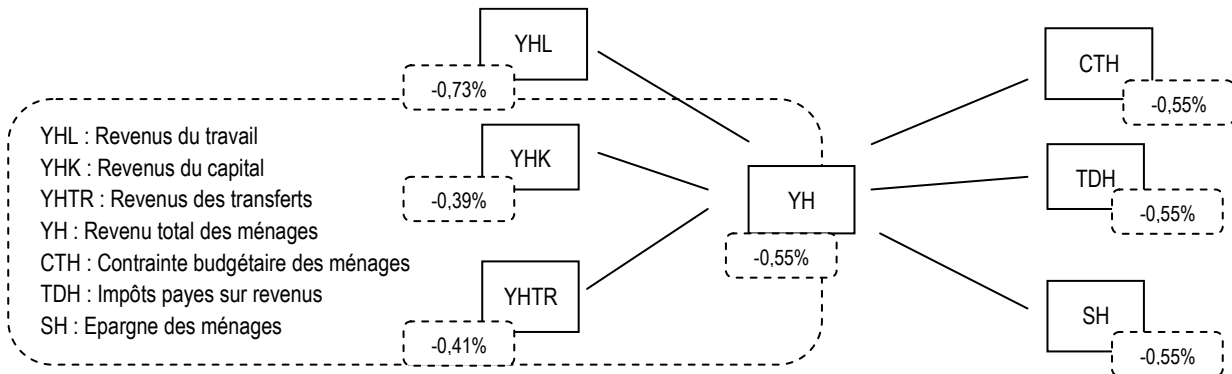 YHL
-0,73%
CTH
-0,55%
YHL : Revenus du travail
YHK : Revenus du capital
YHTR : Revenus des transferts
YH : Revenu total des ménages
CTH : Contrainte budgétaire des ménages
TDH : Impôts payes sur revenus
SH : Epargne des ménages
YHK
-0,39%
YH
-0,55%
TDH
-0,55%
YHTR
-0,41%
SH
-0,55%